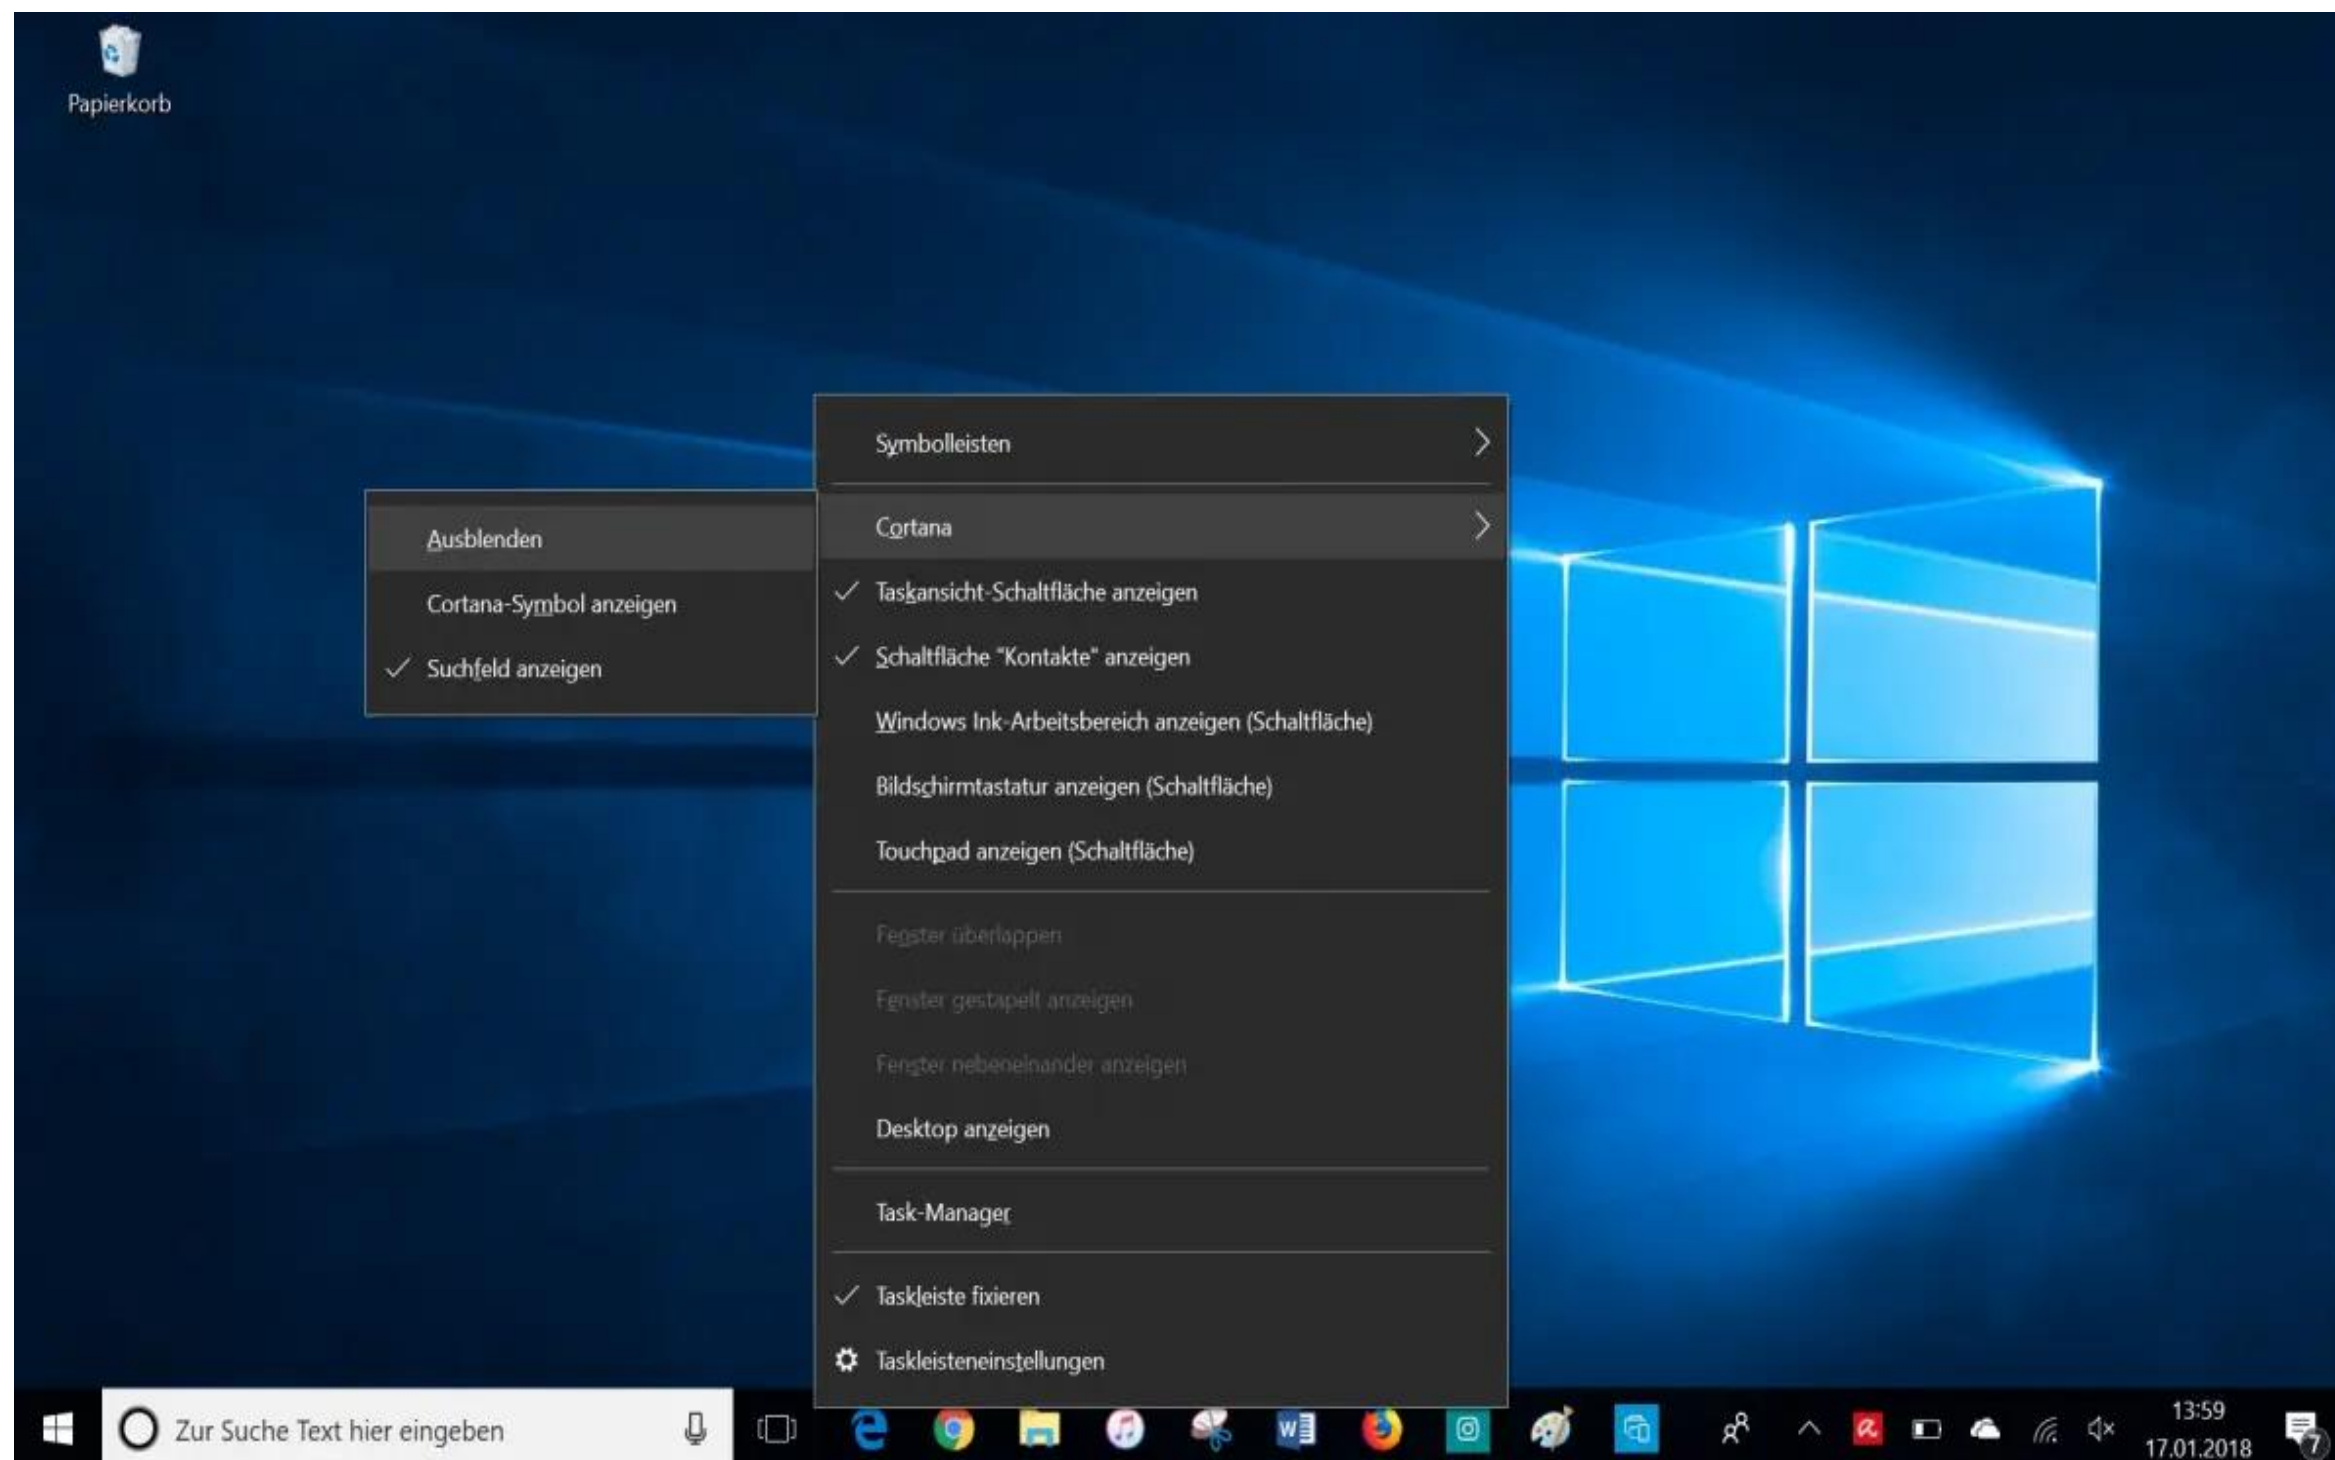 Papierkorb
Symbolleisten
Cortana
Taskansicht-Schaltfläche anzeigen
Schaltfläche "Kontakte" anzeigen
Windows Ink-Arbeitsbereich anzeigen (Schaltfläche)
Bildschirmtastatur anzeigen (Schaltfläche)
Touchpad anzeigen (Schaltfläche)
Fenster überlappen
Fenster gestapelt anzeigen
Fenster nebeneinander anzeigen
Desktop anzeigen
Task-Manager
Taskleiste fixieren
Taskleisteneinstellungen
Ausblenden
Cortana-Symbol anzeigen
Suchfeld anzeigen
Zur Suche Text hier eingeben
13:59
17.01.2018
7